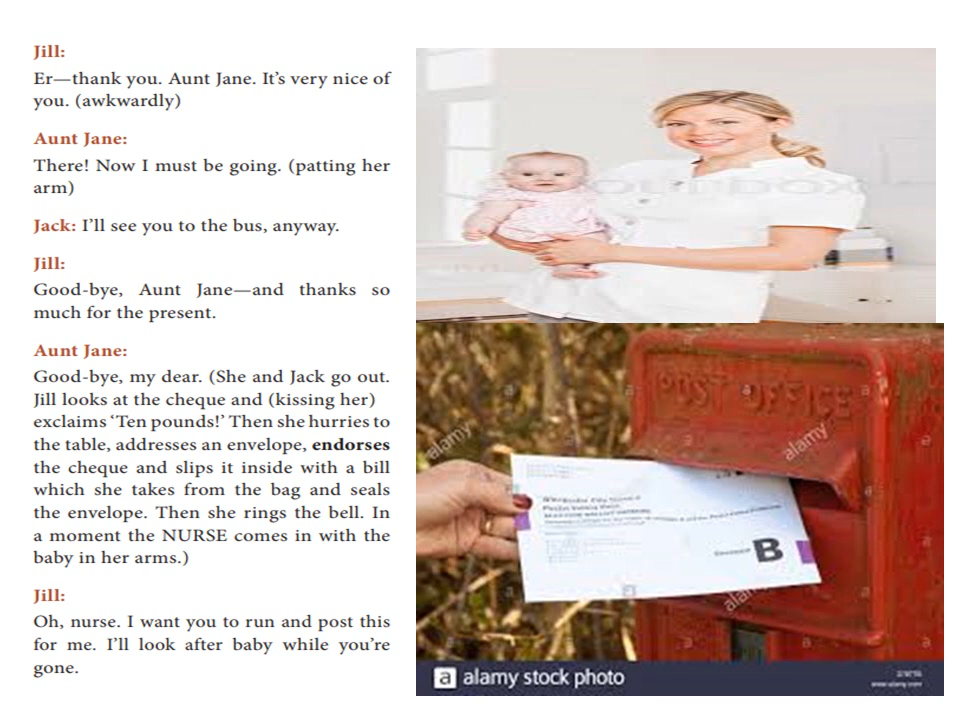 Jill:
Er—thank you. Aunt Jane. It’s very nice of
you. (awkwardly)
Aunt Jane:
There! Now I must be going. (patting her
arm)
Jack: I’ll see you to the bus, anyway.
Jill:
Good-bye, Aunt Jane—and thanks so
much for the present.
Aunt Jane:
Good-bye, my dear. (She and Jack go out.
Jill looks at the cheque and (kissing her)
exclaims ‘Ten pounds!’ Then she hurries to
the table, addresses an envelope, endorses
the cheque and slips it inside with a bill
which she takes from the bag and seals
the envelope. Then she rings the bell. In
a moment the NURSE comes in with the
baby in her arms.)
Jill:
Oh, nurse. I want you to run and post this
for me. I’ll look after baby while you’re
gone.
POST OFFICE
B
alamy
alamy
alamy
a alamy stock photo
www.alamy.com